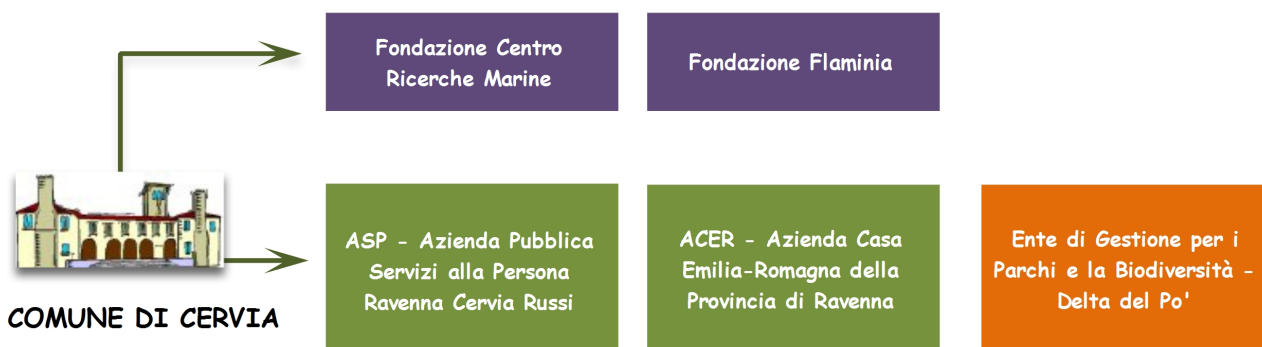 Fondazione Centro
Ricerche Marine
Fondazione Flaminia
COMUNE DI CERVIA
ASP - Azienda Pubblica
Servizi alla Persona
Ravenna Cervia Russi
ACER - Azienda Casa
Emilia-Romagna della
Provincia di Ravenna
Ente di Gestione per i
Parchi e la Biodiversità -
Delta del Po'